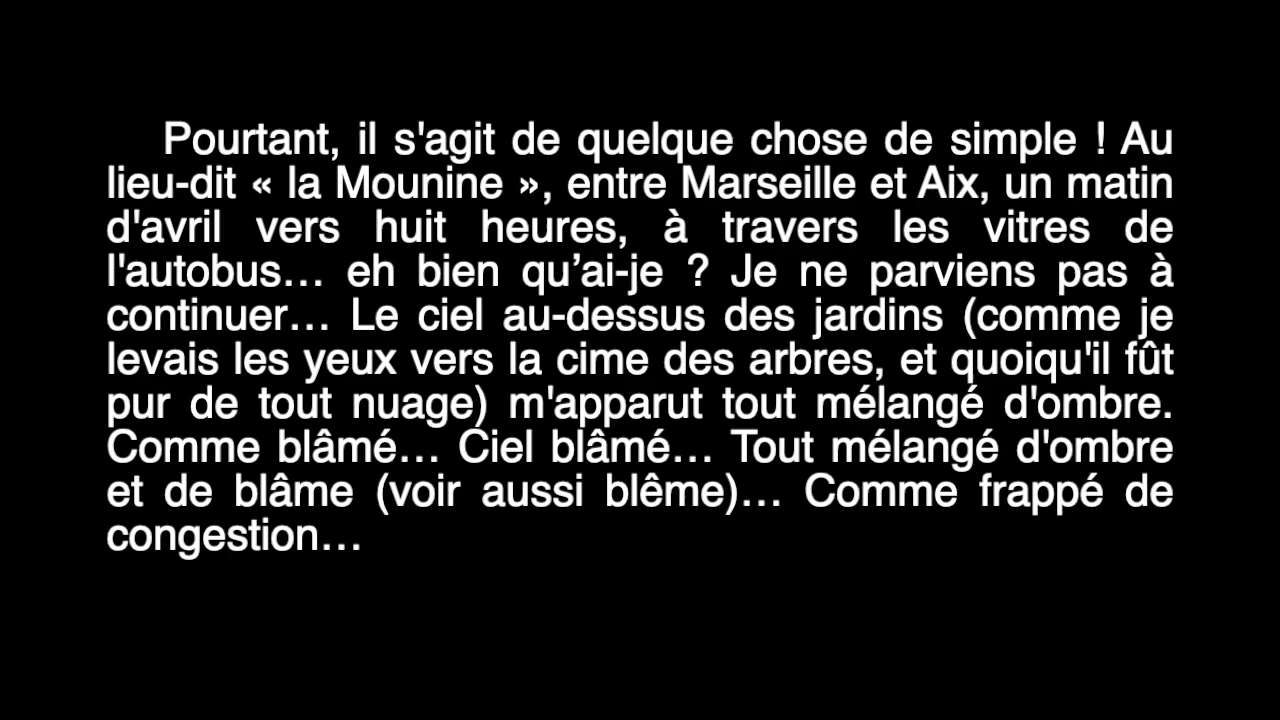 Pourtant, il s'agit de quelque chose de simple ! Au
lieu-dit « la Mounine », entre Marseille et Aix, un matin
d'avril vers huit heures, à travers les vitres de
l'autobus… eh bien qu’ai-je ? Je ne parviens pas à
continuer… Le ciel au-dessus des jardins (comme je
levais les yeux vers la cime des arbres, et quoiqu'il fût
pur de tout nuage) m'apparut tout mélangé d'ombre.
Comme blâmé… Ciel blâmé… Tout mélangé d'ombre
et de blâme (voir aussi blême)… Comme frappé de
congestion…